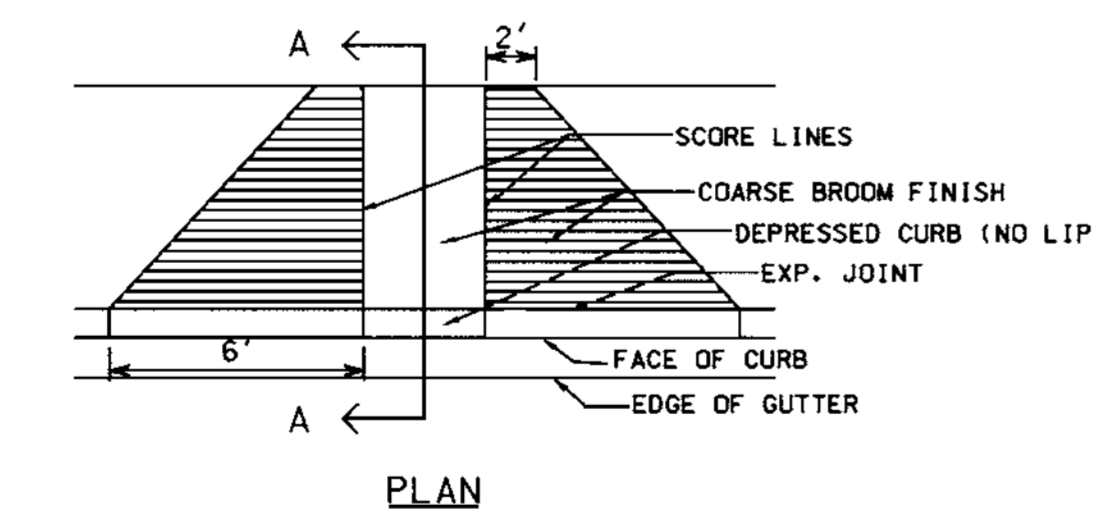 A
2'
SCORE LINES
COARSE BROOM FINISH
DEPRESSED CURB (NO LIP
EXP. JOINT
6'
FACE OF CURB
EDGE OF GUTTER
A
PLAN